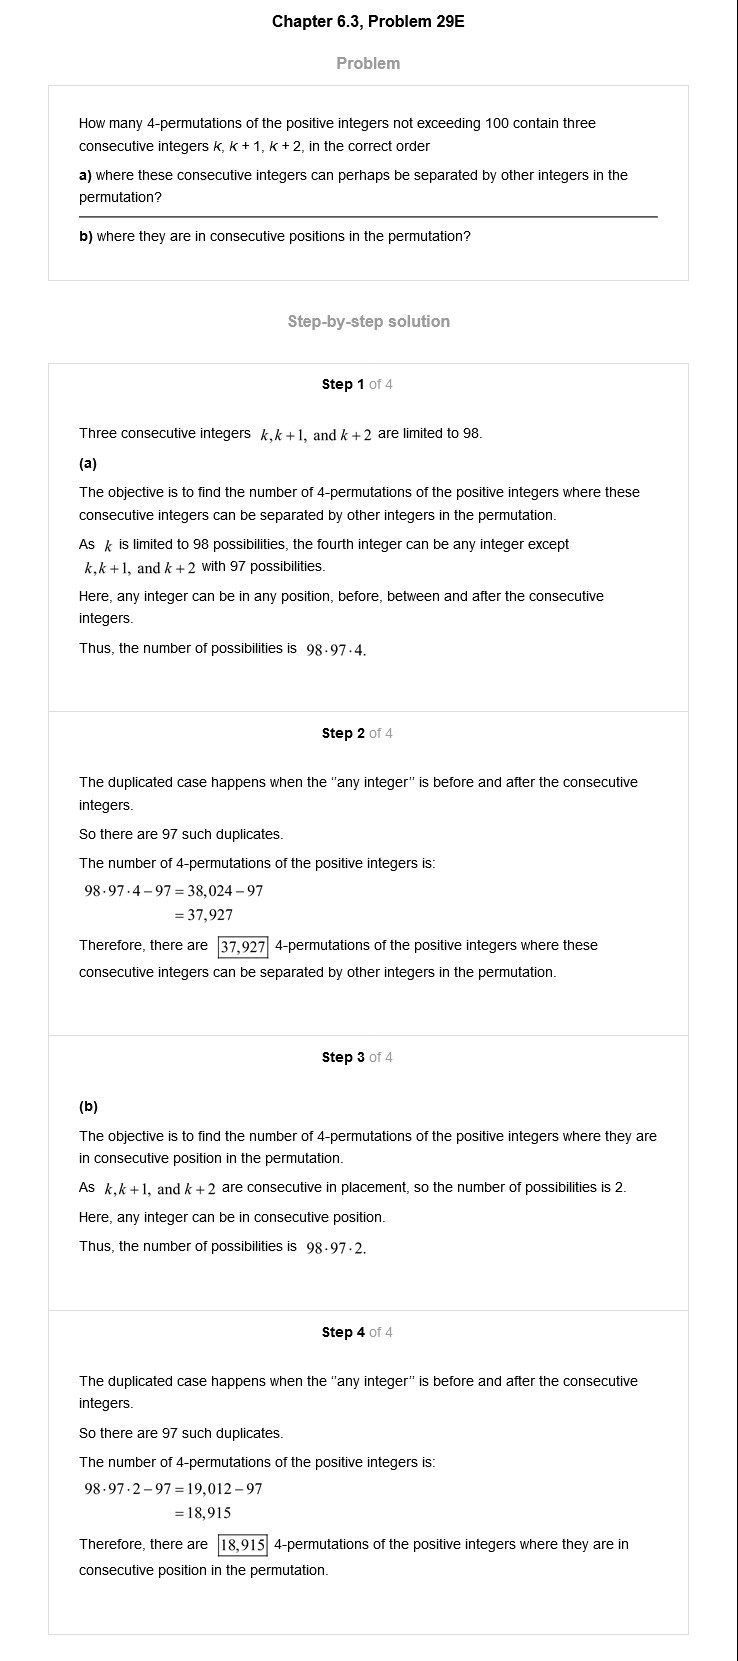 Chapter 6.3, Problem 29E
Problem
How many 4-permutations of the positive integers not exceeding 100 contain three
consecutive integers k, k + 1, k + 2, in the correct order
a) where these consecutive integers can perhaps be separated by other integers in the
permutation?
b) where they are in consecutive positions in the permutation?
Step-by-step solution
Step 1 of 4
Three consecutive integers k,k+1, and k+2 are limited to 98.
(a)
The objective is to find the number of 4-permutations of the positive integers where these
consecutive integers can be separated by other integers in the permutation.
As k is limited to 98 possibilities, the fourth integer can be any integer except
k,k+1, and k+2 with 97 possibilities.
Here, any integer can be in any position, before, between and after the consecutive
integers.
Thus, the number of possibilities is 98·97·4.
Step 2 of 4
The duplicated case happens when the “any integer” is before and after the consecutive
integers.
So there are 97 such duplicates.
The number of 4-permutations of the positive integers is:
98·97·4−97=38,024−97
=37,927
Therefore, there are 37,927 4-permutations of the positive integers where these
consecutive integers can be separated by other integers in the permutation.
Step 3 of 4
(b)
The objective is to find the number of 4-permutations of the positive integers where they are
in consecutive position in the permutation.
As k,k+1, and k+2 are consecutive in placement, so the number of possibilities is 2.
Here, any integer can be in consecutive position.
Thus, the number of possibilities is 98·97·2.
Step 4 of 4
The duplicated case happens when the “any integer” is before and after the consecutive
integers.
So there are 97 such duplicates.
The number of 4-permutations of the positive integers is:
98·97·2−97=19,012−97
=18,915
Therefore, there are 18,915 4-permutations of the positive integers where they are in
consecutive position in the permutation.